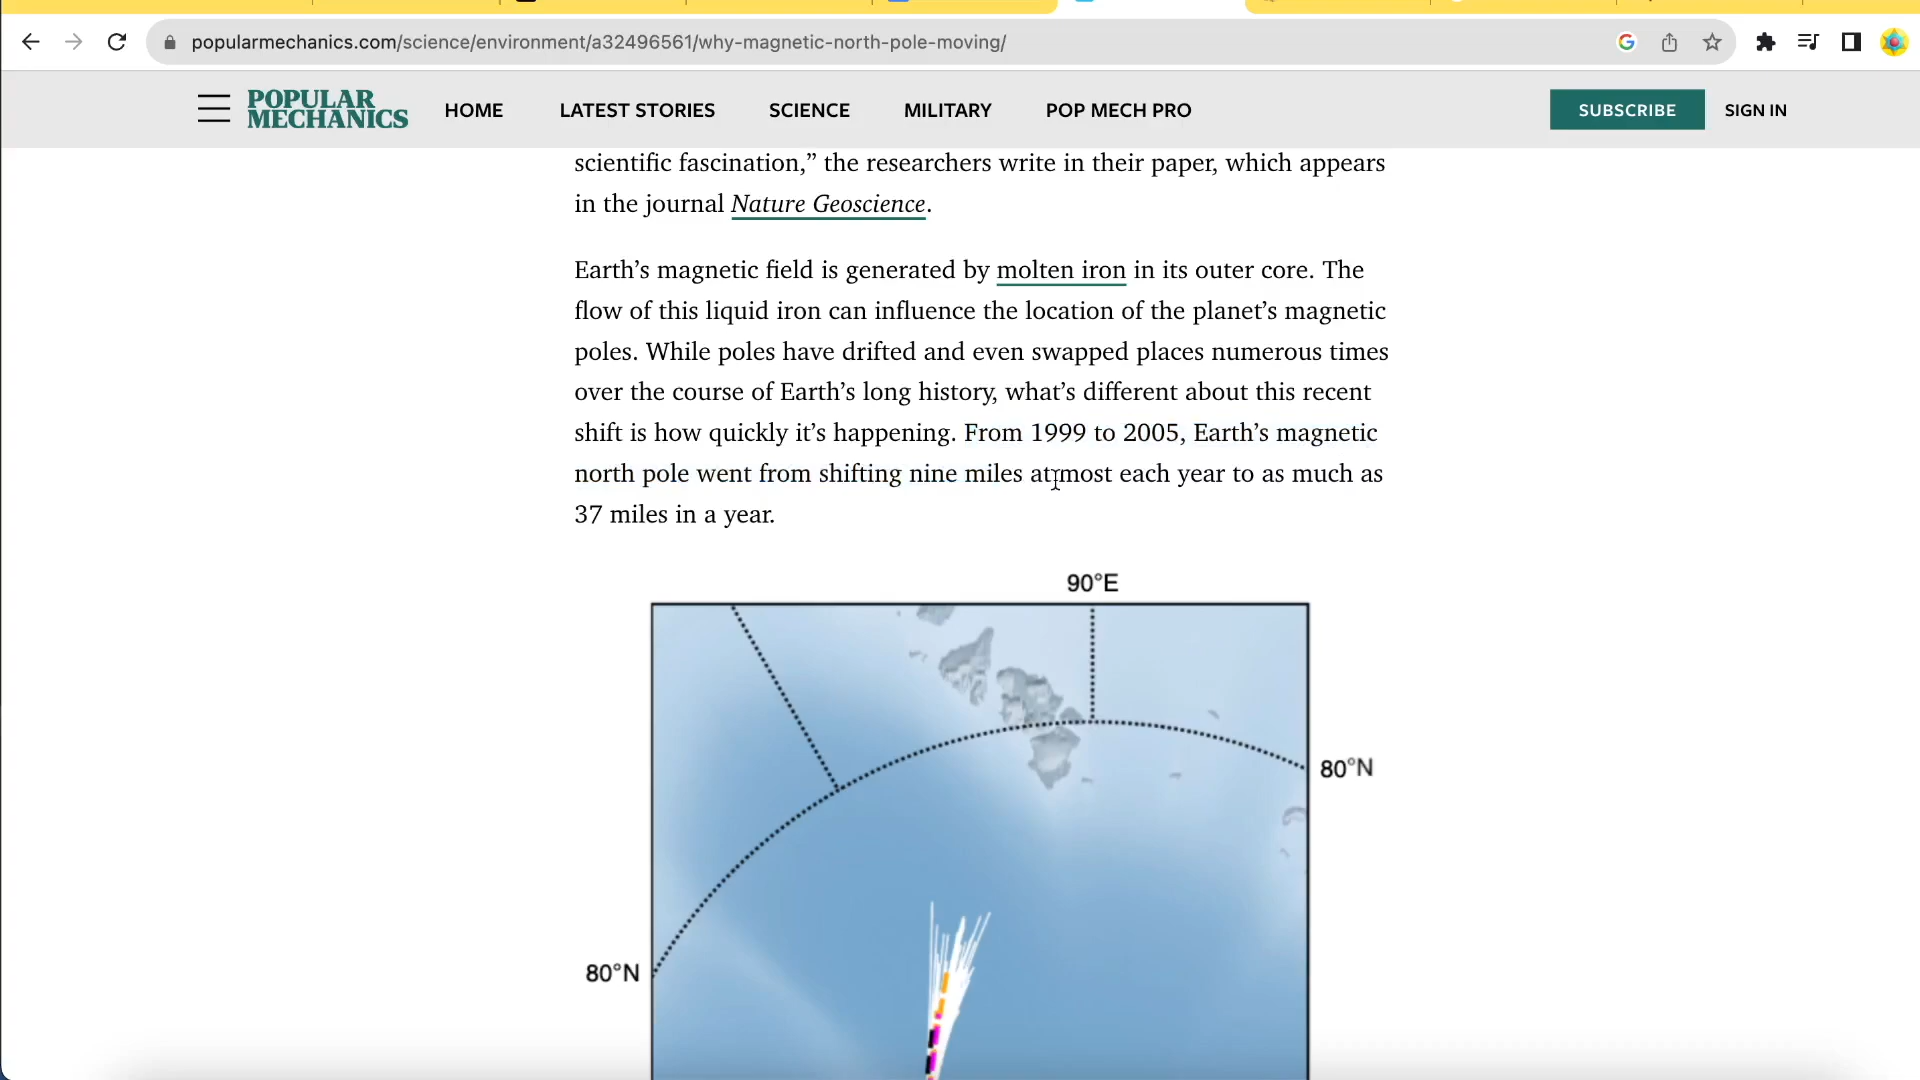 popularmechanics.com/science/environment/a32496561/why-magnetic-north-pole-moving/
POPULAR
MECHANICS
HOME LATEST STORIES SCIENCE MILITARY POP MECH PRO SUBSCRIBE SIGN IN
scientific fascination,” the researchers write in their paper, which appears
in the journal Nature Geoscience.
Earth’s magnetic field is generated by molten iron in its outer core. The
flow of this liquid iron can influence the location of the planet’s magnetic
poles. While poles have drifted and even swapped places numerous times
over the course of Earth’s long history, what’s different about this recent
shift is how quickly it’s happening. From 1999 to 2005, Earth’s magnetic
north pole went from shifting nine miles at most each year to as much as
37 miles in a year.
90°E
80°N
80°N